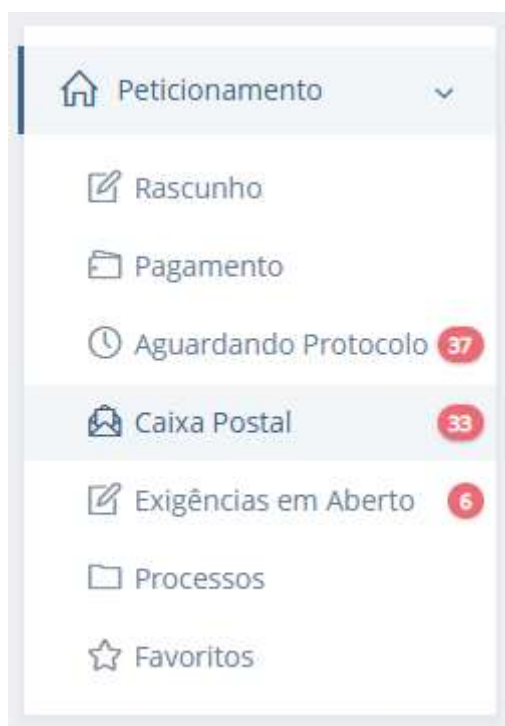 Peticionamento
Rascunho
Pagamento
Aguardando Protocolo 37
Caixa Postal 33
Exigências em Aberto 6
Processos
Favoritos